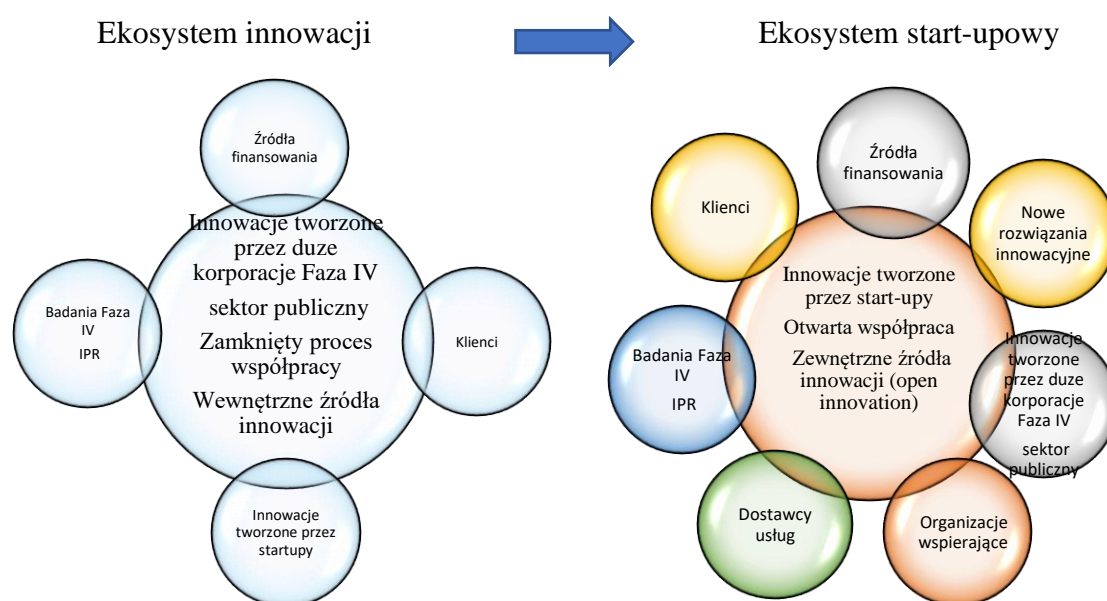 Ekosystem innowacji
Ekosystem start-upowy
Źródła
finansowania
Innowacje tworzone
przez duze
korporacje Faza IV
sektor publiczny
Zamknięty proces
współpracy
Wewnętrzne źródła
innowacji
Badania Faza
IV
IPR
Klienci
Innowacje
tworzone przez
startupy
Źródła
finansowania
Klienci
Nowe
rozwiązania
innowacyjne
Innowacje tworzone
przez start-upy
Otwarta współpraca
Zewnętrzne źródła
innowacji (open
innovation)
Badania Faza
IV
IPR
Innowacje
tworzone
przez duze
korporacje
Faza IV
sektor
publiczny
Dostawcy
usług
Organizacje
wspierające